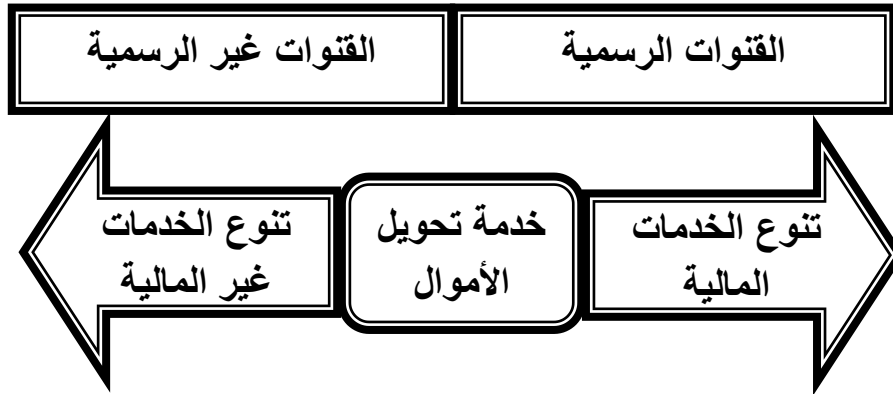 القنوات الرسمية
القنوات غير الرسمية
تنوع الخدمات
المالية
خدمة تحويل
الأموال
تنوع الخدمات
غير المالية